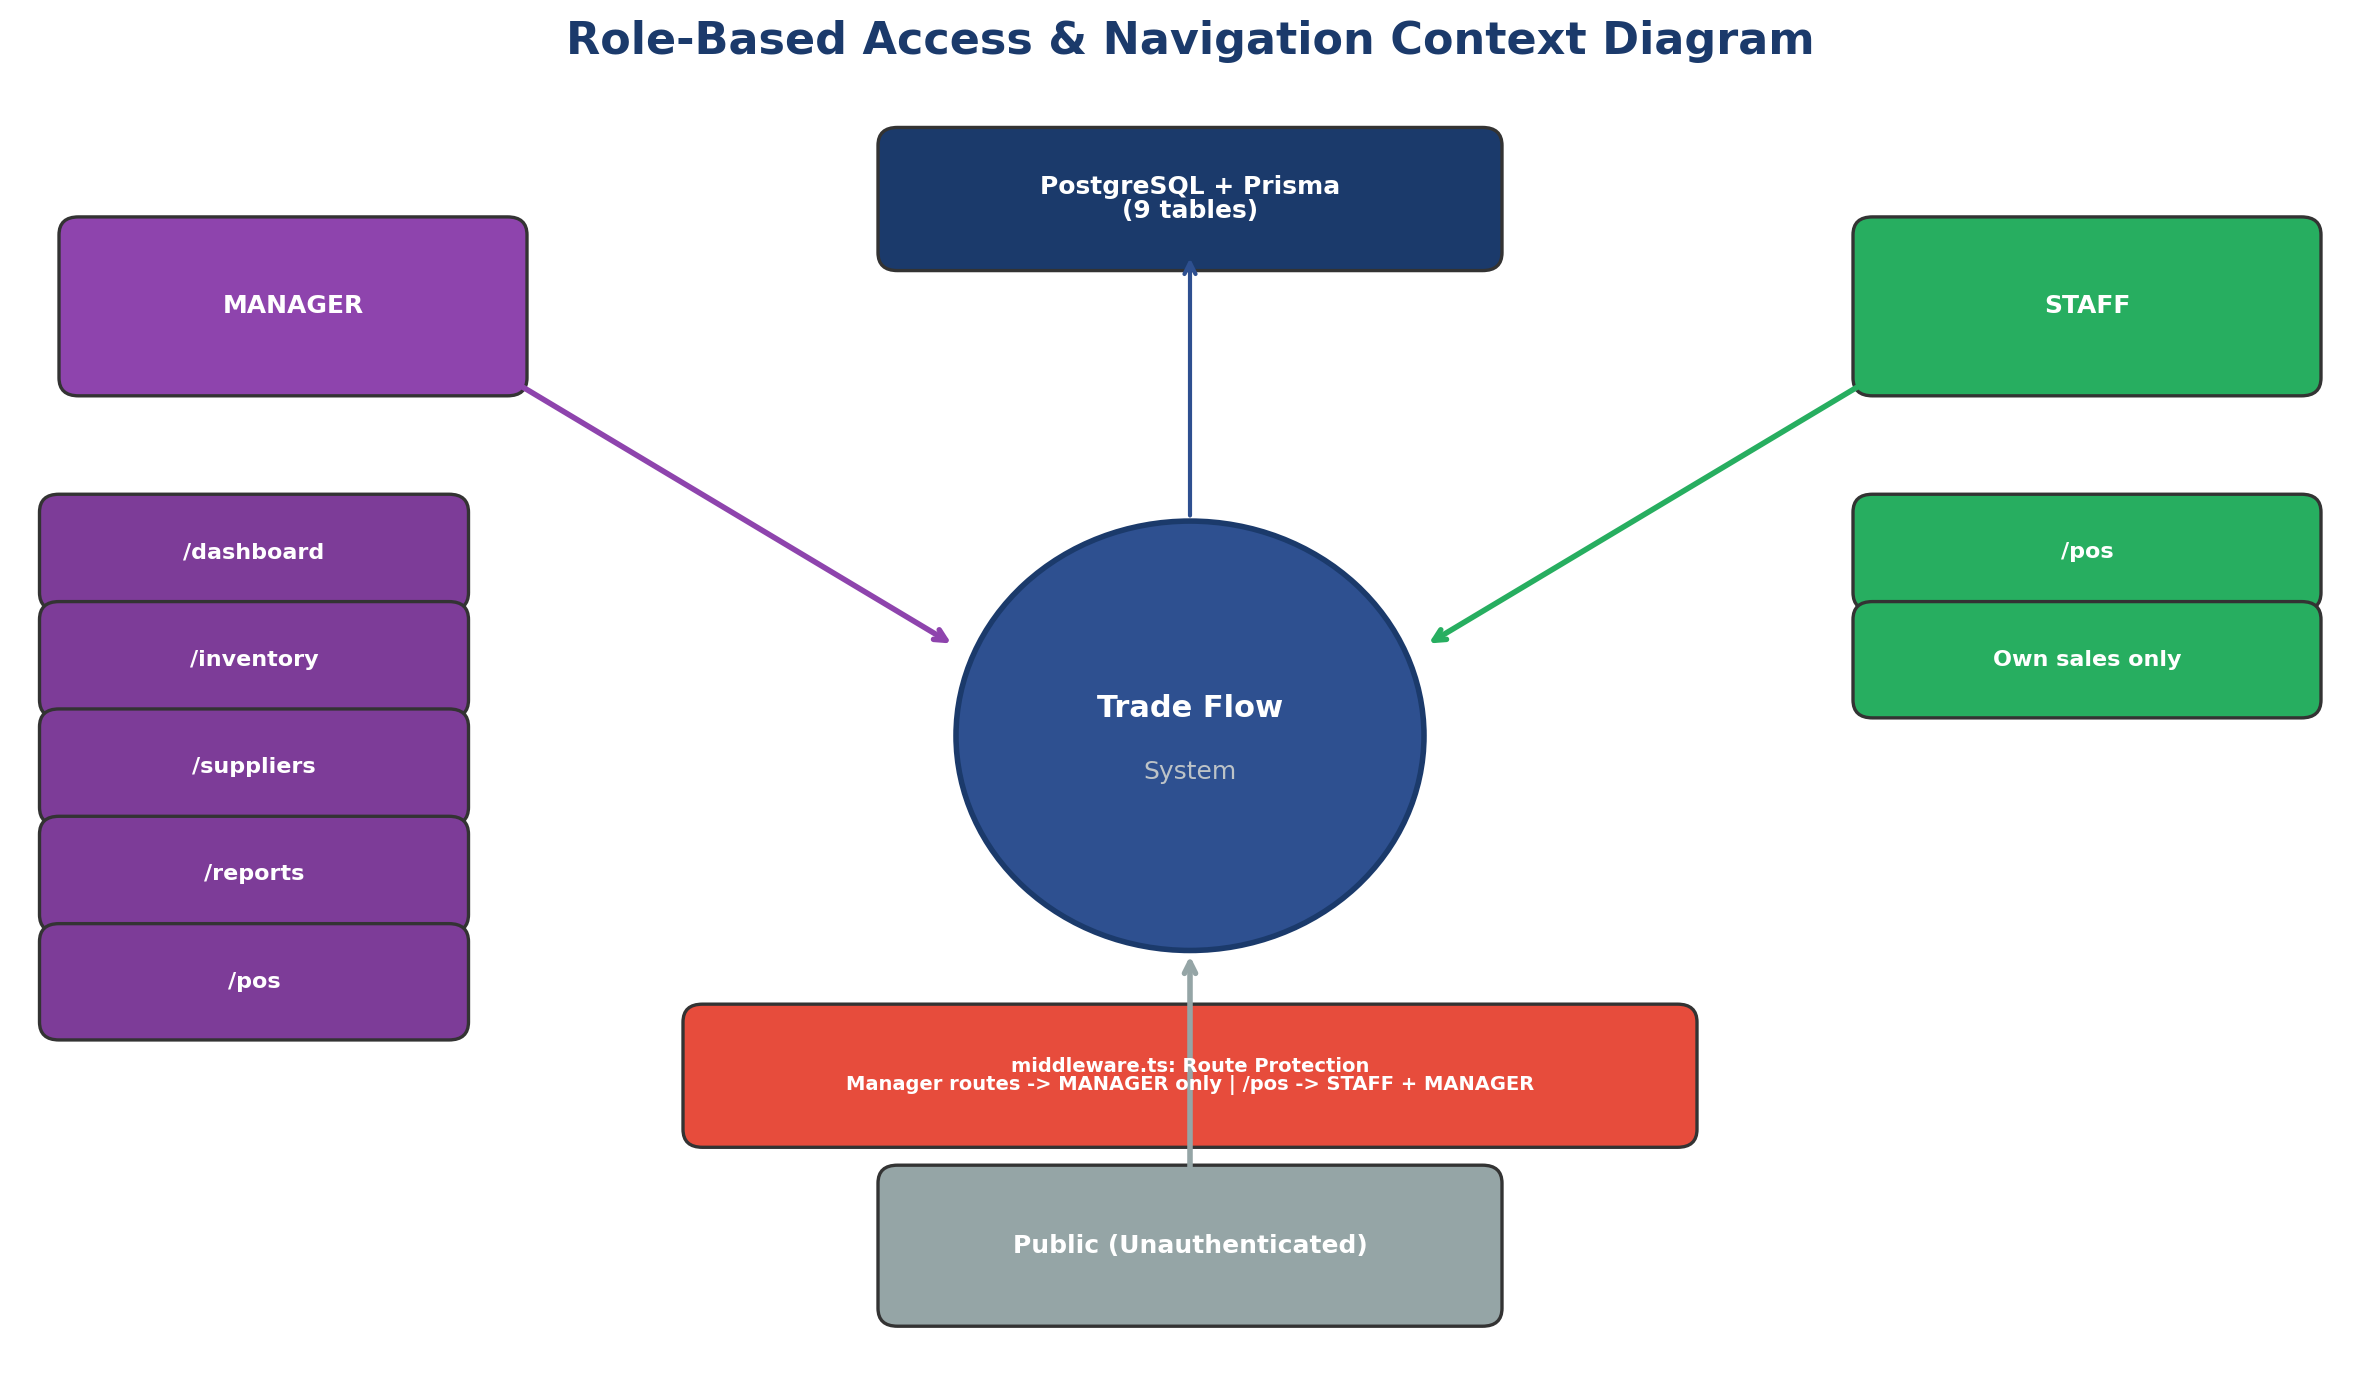 Role-Based Access & Navigation Context Diagram
PostgreSQL + Prisma
(9 tables)
MANAGER
STAFF
/dashboard
/inventory
/suppliers
/reports
/pos
/pos
Own sales only
Trade Flow
System
middleware.ts: Route Protection
Manager routes -> MANAGER only | /pos -> STAFF + MANAGER
Public (Unauthenticated)